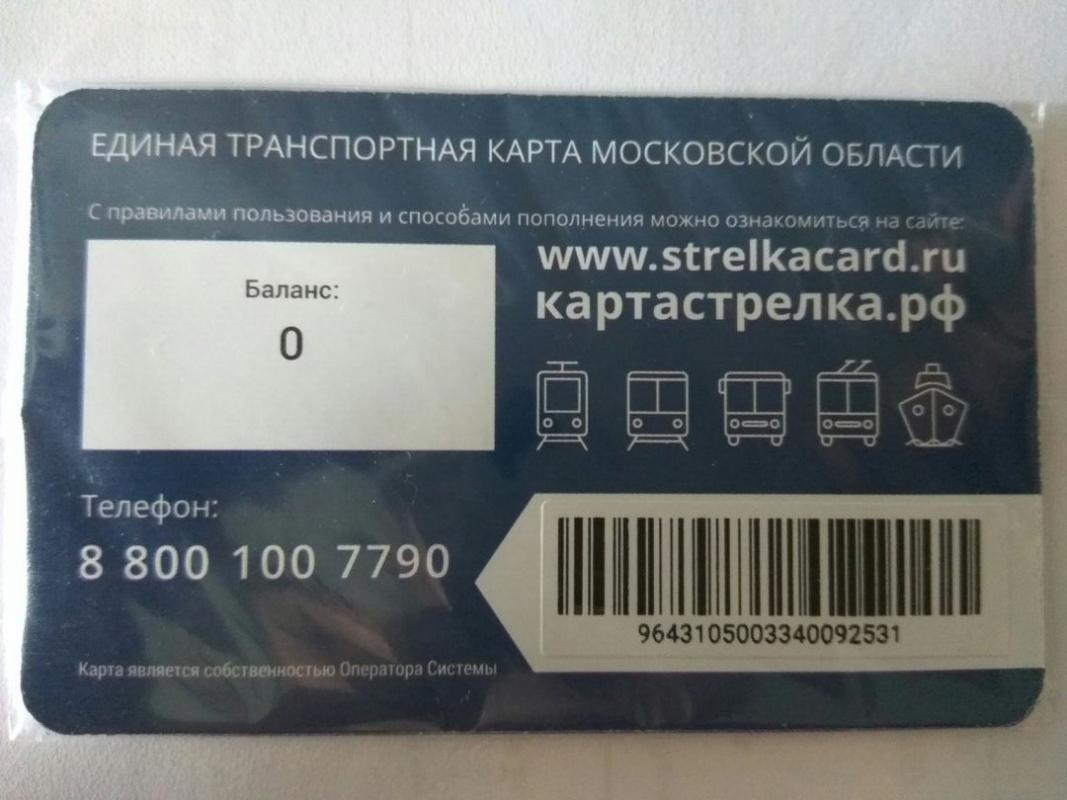 ЕДИНАЯ ТРАНСПОРТНАЯ КАРТА МОСКОВСКОЙ ОБЛАСТИ
С правилами пользования и способами пополнения можно ознакомиться на сайте:
www.strelkacard.ru
картастрелка.рф
Баланс:
0
Телефон:
8 800 100 7790
9643105003340092531
Карта является собственностью Оператора Системы